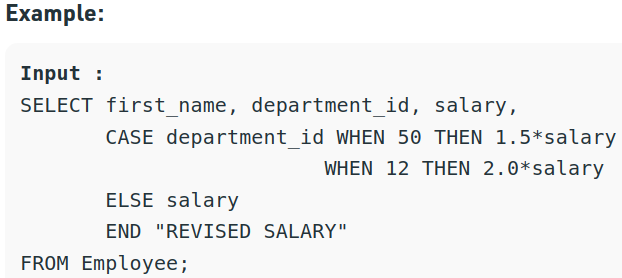 Example:
Input :
SELECT first_name, department_id, salary,
CASE department_id WHEN 50 THEN 1.5*salary
WHEN 12 THEN 2.0*salary
ELSE salary
END "REVISED SALARY"
FROM Employee;